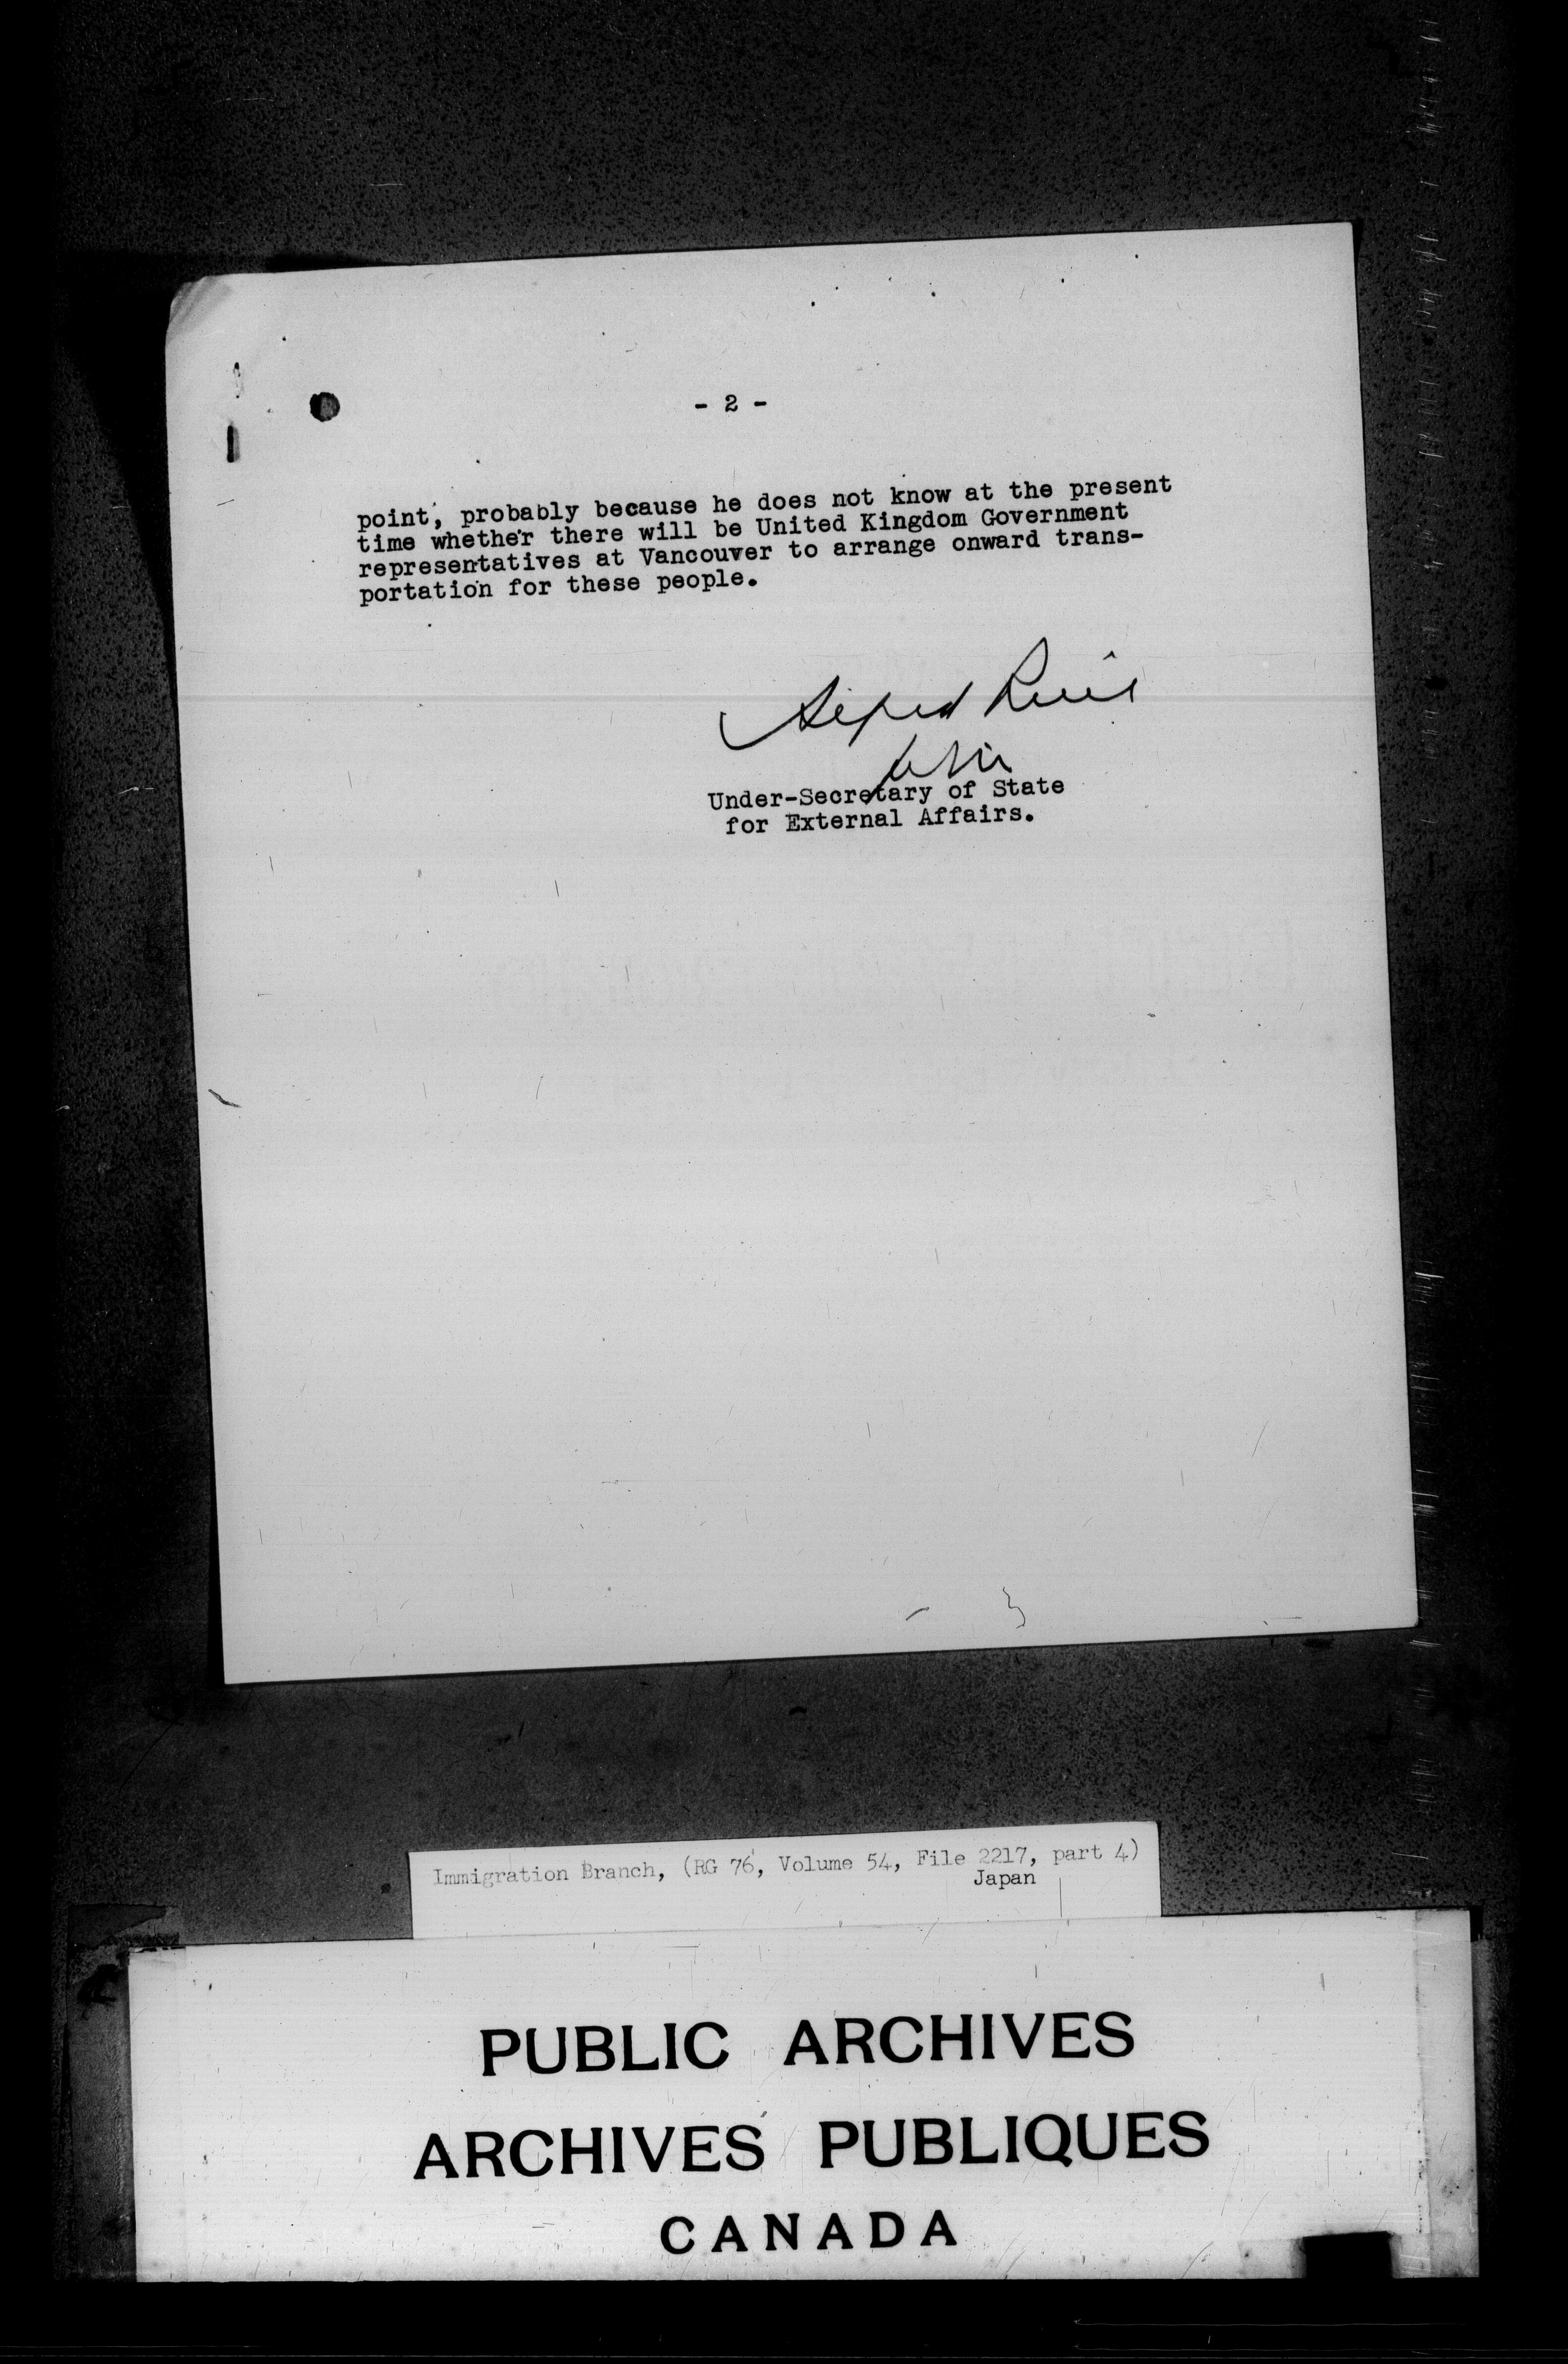 - 2 -
point, probably because he does not know at the present
time whether there will be United Kingdom Government
representatives at Vancouver to arrange onward trans-
portation for these people.
Under-Secretary of State
for External Affairs.
Immigration Branch, (RG 76, Volume 54, File 2217, part 4)
Japan
PUBLIC ARCHIVES
ARCHIVES PUBLIQUES
CANADA